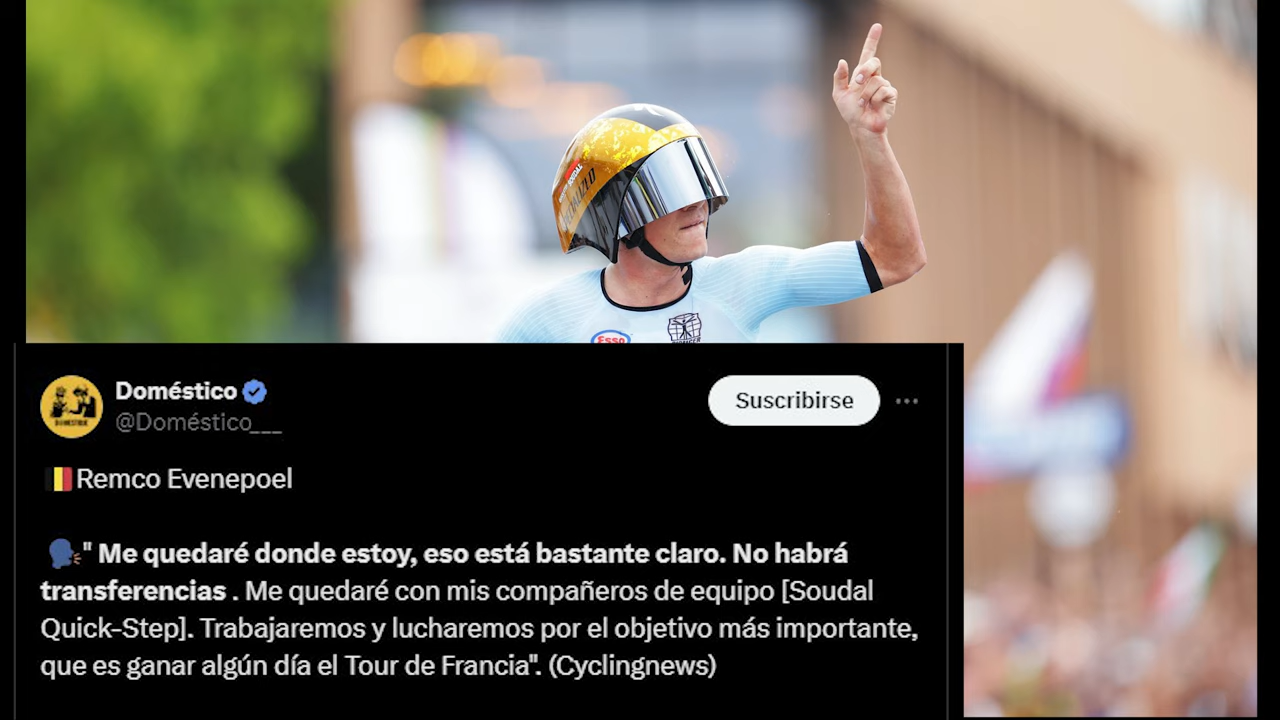 Esso
Doméstico
@Doméstico___
Suscribirse
Remco Evenepoel
" Me quedaré donde estoy, eso está bastante claro. No habrá
transferencias . Me quedaré con mis compañeros de equipo [Soudal
Quick-Step]. Trabajaremos y lucharemos por el objetivo más importante,
que es ganar algún día el Tour de Francia". (Cyclingnews)